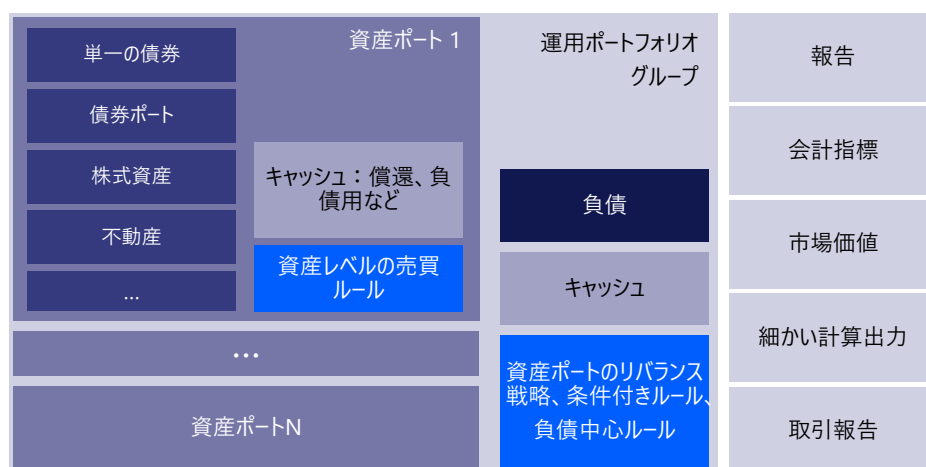 資産ポート 1
単一の債券
債券ポート
株式資産
不動産
...
キャッシュ：償還、負
債用など
資産レベルの売買
ルール
...
資産ポートN
運用ポートフォリオ
グループ
負債
キャッシュ
資産ポートのリバランス
戦略、条件付きルール、
負債中心ルール
報告
会計指標
市場価値
細かい計算出力
取引報告